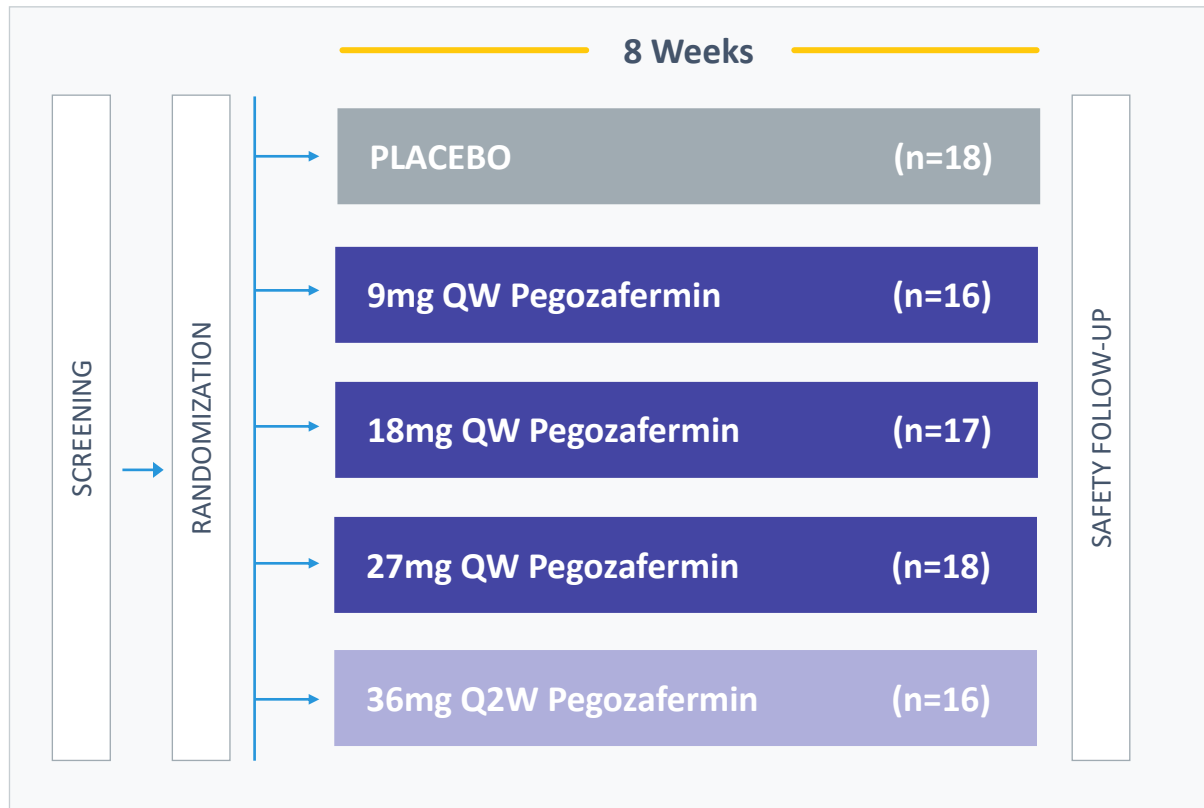 8 Weeks
SCREENING
RANDOMIZATION
PLACEBO (n=18)
9mg QW Pegozafermin (n=16)
18mg QW Pegozafermin (n=17)
27mg QW Pegozafermin (n=18)
36mg Q2W Pegozafermin (n=16)
SAFETY FOLLOW-UP